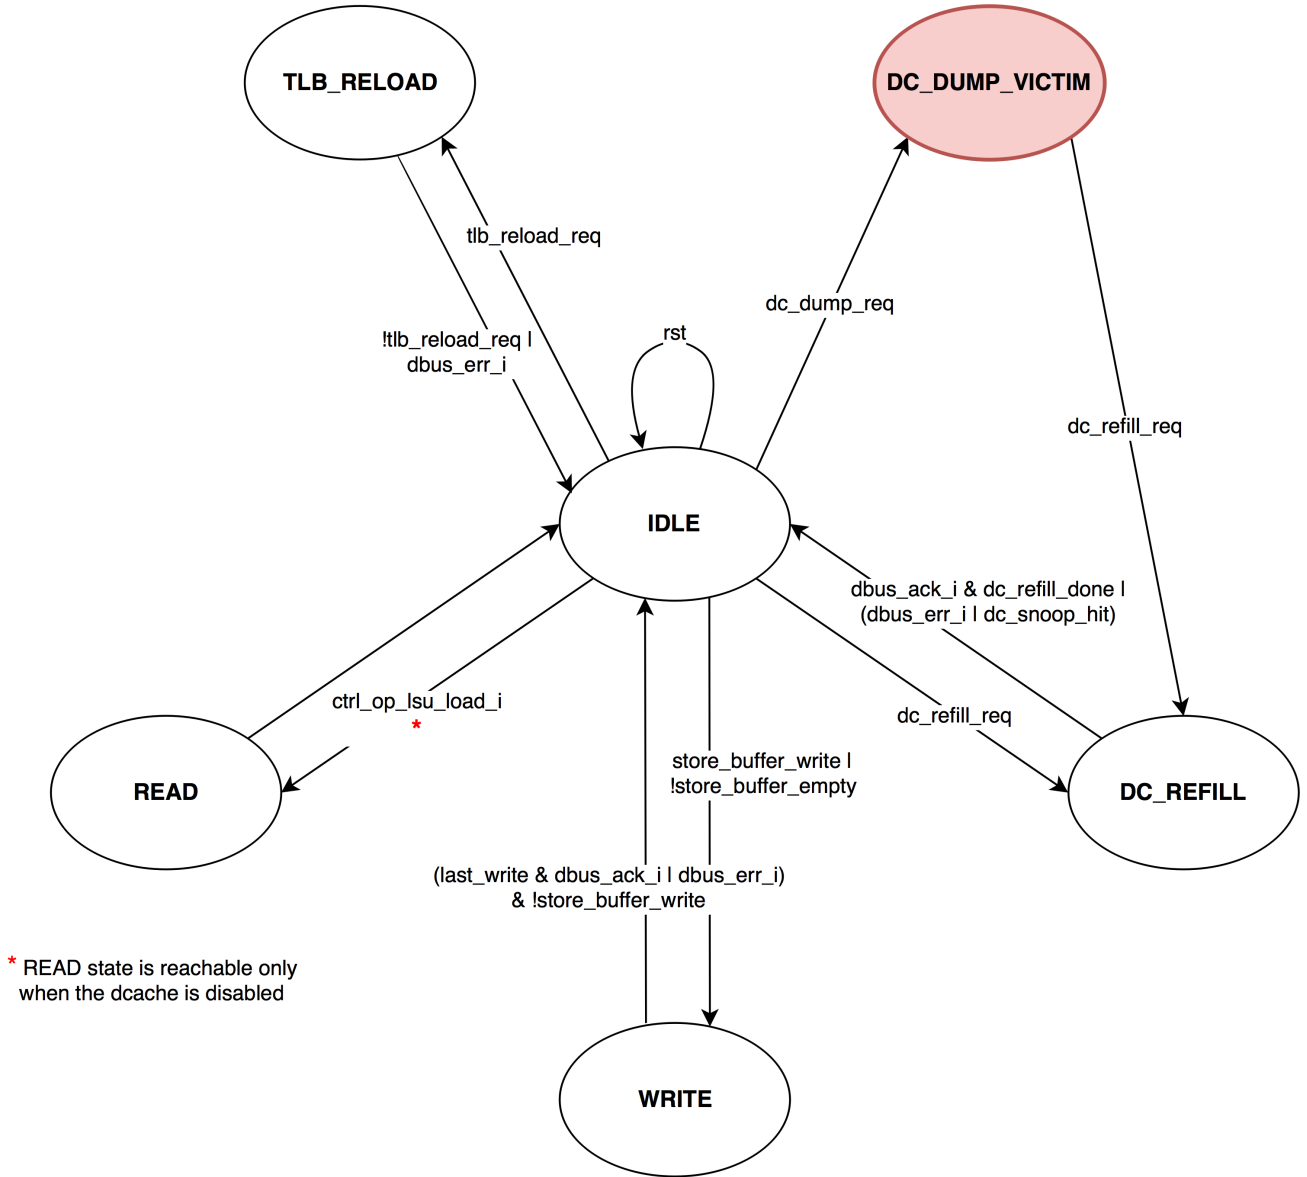 TLB_RELOAD
DC_DUMP_VICTIM
tlb_reload_req
dc_dump_req
!tlb_reload_req |
dbus_err_i
rst
dc_refill_req
IDLE
dbus_ack_i & dc_refill_done |
(dbus_err_i | dc_snoop_hit)
ctrl_op_lsu_load_i
*
dc_refill_req
store_buffer_write |
!store_buffer_empty
READ
DC_REFILL
(last_write & dbus_ack_i | dbus_err_i)
& !store_buffer_write
* READ state is reachable only
when the dcache is disabled
WRITE